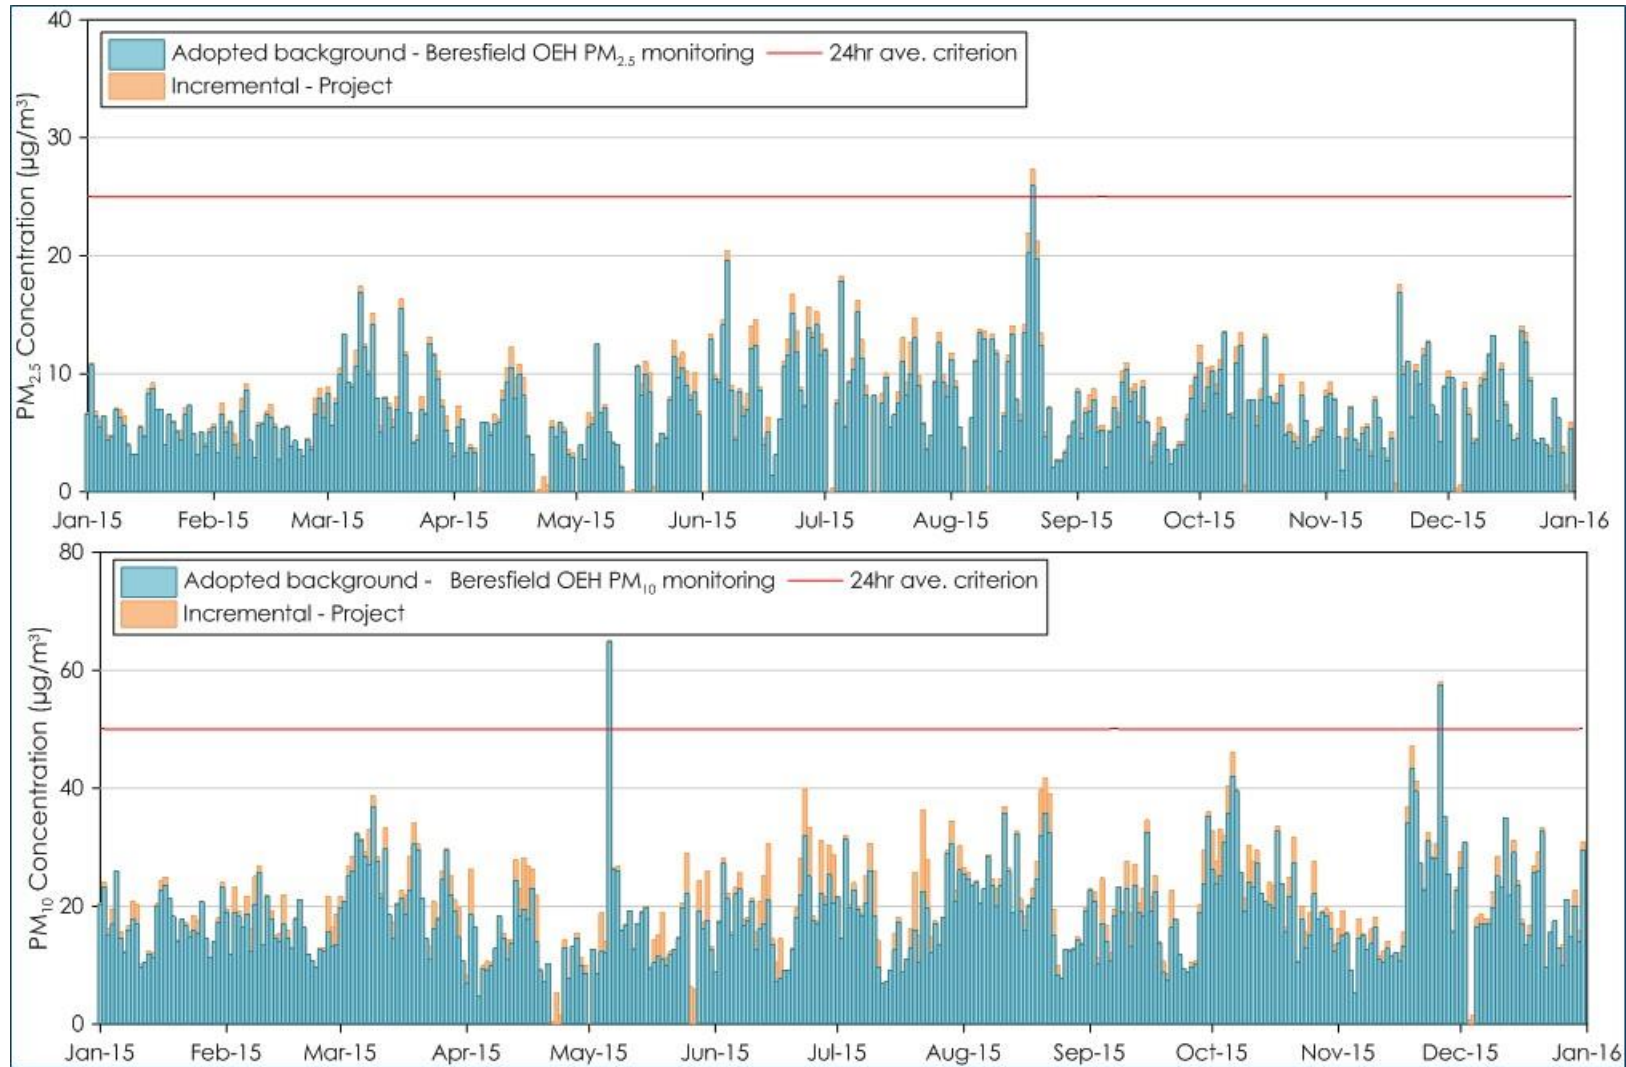 40
Adopted background - Beresfield OEH PM2.5 monitoring 24hr ave. criterion
Incremental - Project
30
20
10
0
PM2.5 Concentration (µg/m³)
Jan-15 Feb-15 Mar-15 Apr-15 May-15 Jun-15 Jul-15 Aug-15 Sep-15 Oct-15 Nov-15 Dec-15 Jan-16
80
Adopted background - Beresfield OEH PM10 monitoring 24hr ave. criterion
Incremental - Project
60
40
20
0
PM10 Concentration (µg/m³)
Jan-15 Feb-15 Mar-15 Apr-15 May-15 Jun-15 Jul-15 Aug-15 Sep-15 Oct-15 Nov-15 Dec-15 Jan-16